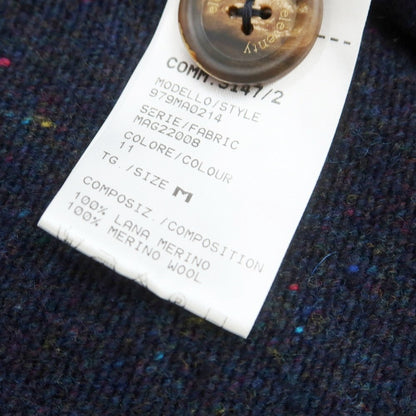 eleventy
COMM.5147/2
MODELLO/STYLE
979MA0214
SERIE/FABRIC
MAG22008
COLORE/COLOUR
11
TG./SIZE M
COMPOSIZ./COMPOSITION
100% LANA MERINO
100% MERINO WOOL